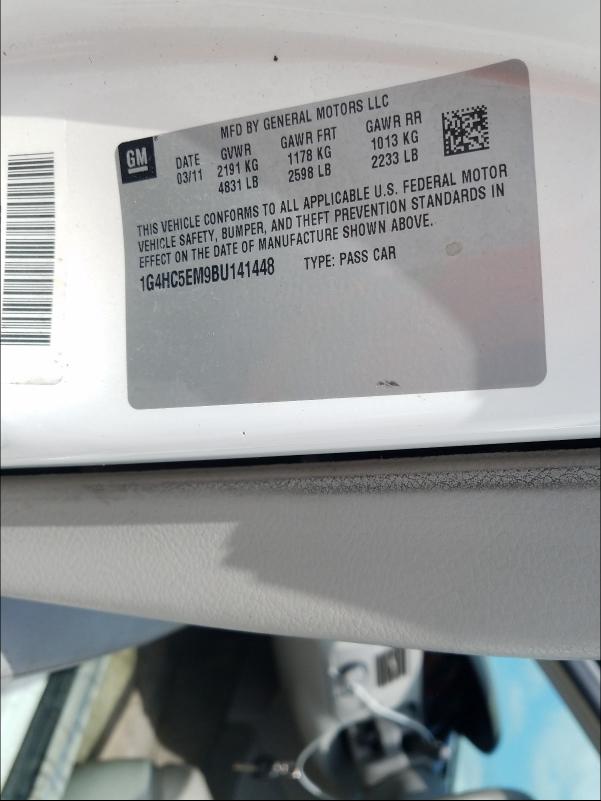 MFD BY GENERAL MOTORS LLC
GM
DATE GVWR GAWR FRT GAWR RR
03/11 2191 KG 1178 KG 1013 KG
4831 LB 2598 LB 2233 LB
THIS VEHICLE CONFORMS TO ALL APPLICABLE U.S. FEDERAL MOTOR
VEHICLE SAFETY, BUMPER, AND THEFT PREVENTION STANDARDS IN
EFFECT ON THE DATE OF MANUFACTURE SHOWN ABOVE.
1G4HC5EM9BU141448 TYPE: PASS CAR